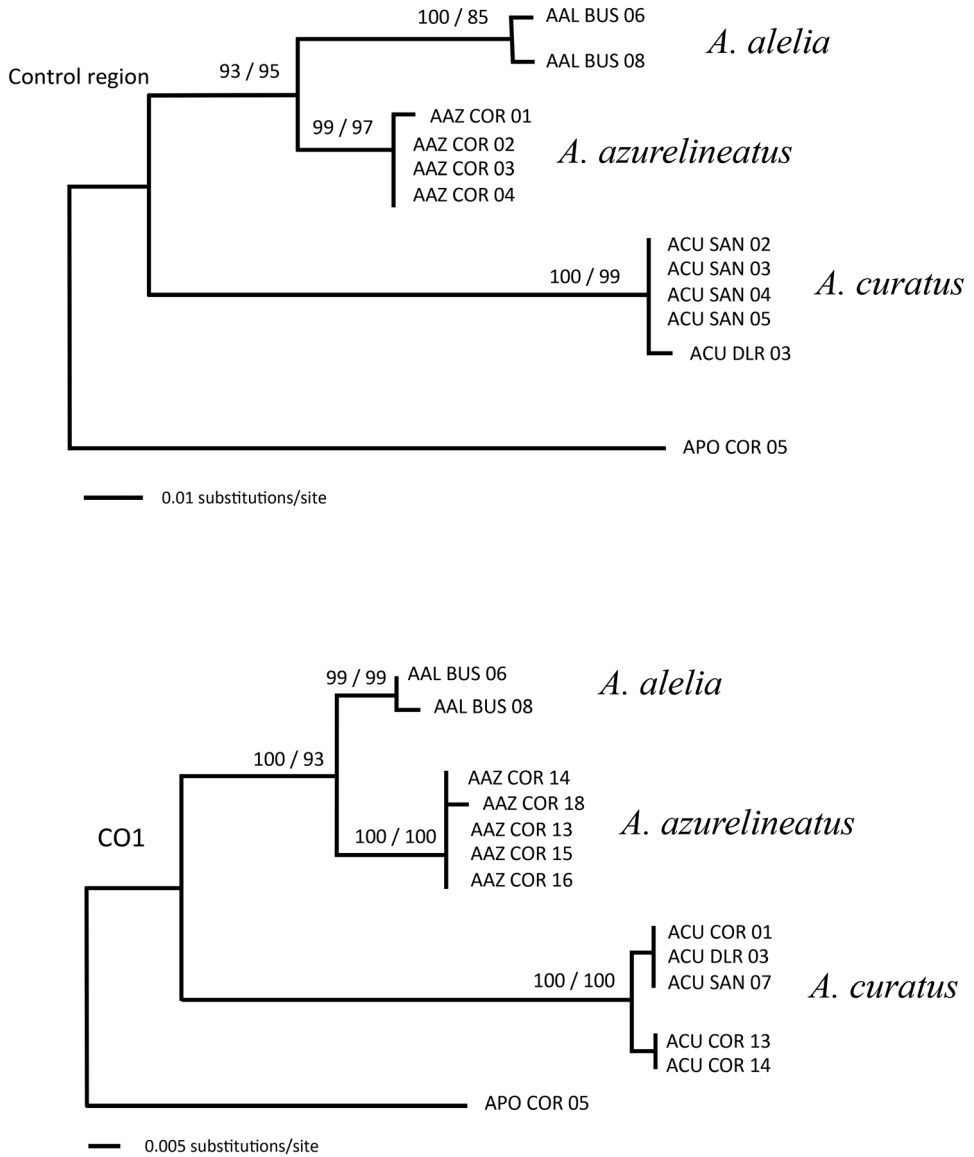 100 / 85
AAL BUS 06
A. alelia
AAL BUS 08
Control region
93 / 95
99 / 97
AAZ COR 01
AAZ COR 02
A. azurelineatus
AAZ COR 03
AAZ COR 04
ACU SAN 02
100 / 99
ACU SAN 03
A. curatus
ACU SAN 04
ACU SAN 05
ACU DLR 03
APO COR 05
0.01 substitutions/site
99 / 99
AAL BUS 06
A. alelia
AAL BUS 08
100 / 93
AAZ COR 14
AAZ COR 18
A. azurelineatus
CO1
100 / 100
AAZ COR 13
AAZ COR 15
AAZ COR 16
ACU COR 01
ACU DLR 03
100 / 100
ACU SAN 07
A. curatus
ACU COR 13
ACU COR 14
APO COR 05
0.005 substitutions/site